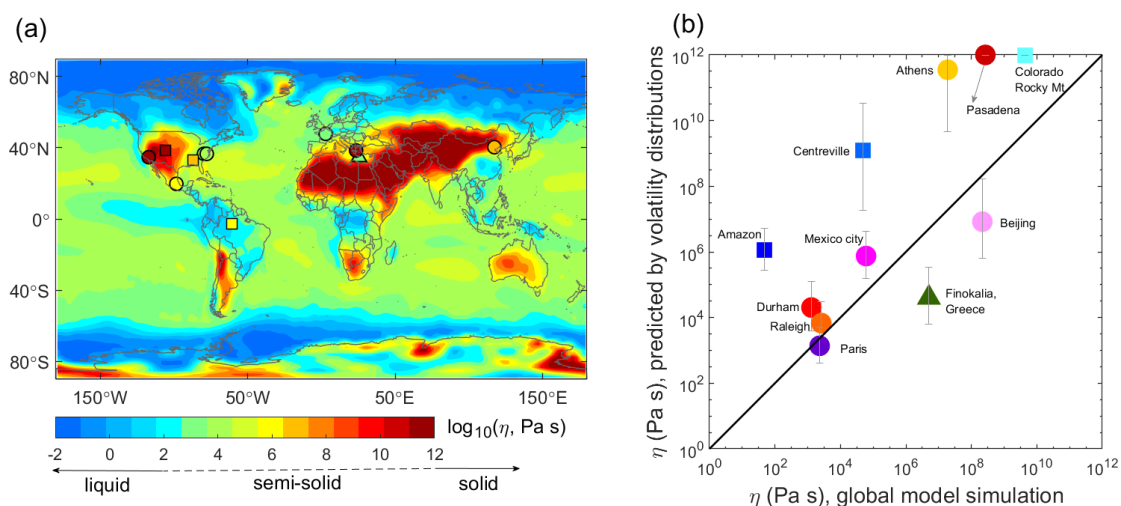 (a)
80°N
40°N
0°
40°S
80°S
150°W
50°W
50°E
150°E
-2 0 2 4 6 8 10 12
log10(η, Pa s)
liquid
semi-solid
solid
(b)
η (Pa s), predicted by volatility distributions
10^12
10^10
10^8
10^6
10^4
10^2
10^0
Athens
Pasadena
Colorado
Rocky Mt
Centreville
Amazon
Mexico city
Beijing
Durham
Raleigh
Finokalia,
Greece
Paris
10^0 10^2 10^4 10^6 10^8 10^10 10^12
η (Pa s), global model simulation